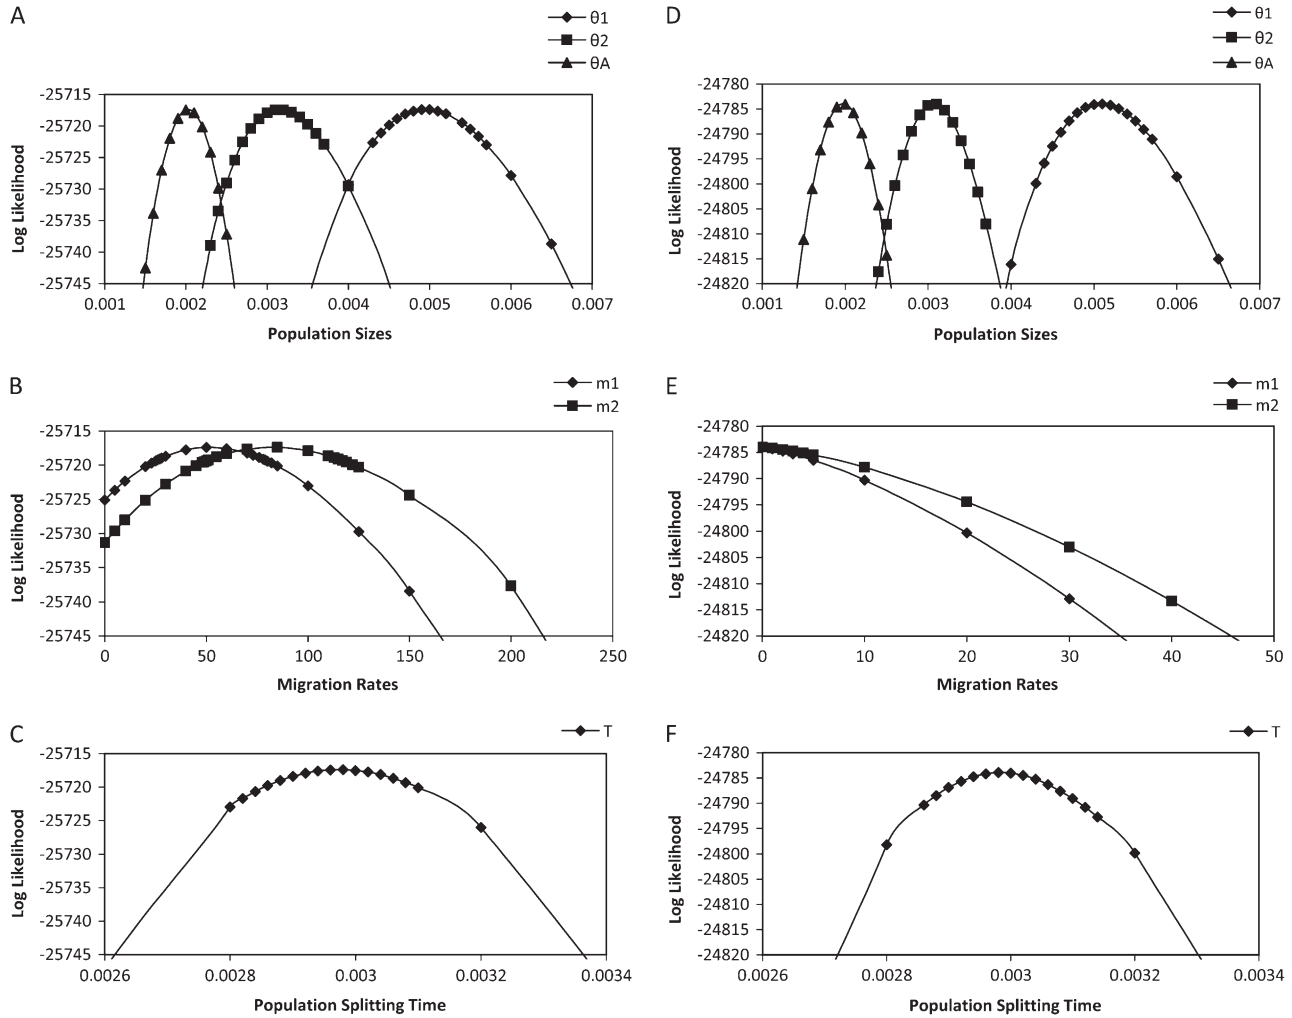 A
θ1
θ2
θA
-25715
-25720
-25725
-25730
-25735
-25740
-25745
Log Likelihood
0.001 0.002 0.003 0.004 0.005 0.006 0.007
Population Sizes
D
θ1
θ2
θA
-24780
-24785
-24790
-24795
-24800
-24805
-24810
-24815
-24820
Log Likelihood
0.001 0.002 0.003 0.004 0.005 0.006 0.007
Population Sizes
B
m1
m2
-25715
-25720
-25725
-25730
-25735
-25740
-25745
Log Likelihood
0 50 100 150 200 250
Migration Rates
E
m1
m2
-24780
-24785
-24790
-24795
-24800
-24805
-24810
-24815
-24820
Log Likelihood
0 10 20 30 40 50
Migration Rates
C
T
-25715
-25720
-25725
-25730
-25735
-25740
-25745
Log Likelihood
0.0026 0.0028 0.003 0.0032 0.0034
Population Splitting Time
F
T
-24780
-24785
-24790
-24795
-24800
-24805
-24810
-24815
-24820
Log Likelihood
0.0026 0.0028 0.003 0.0032 0.0034
Population Splitting Time